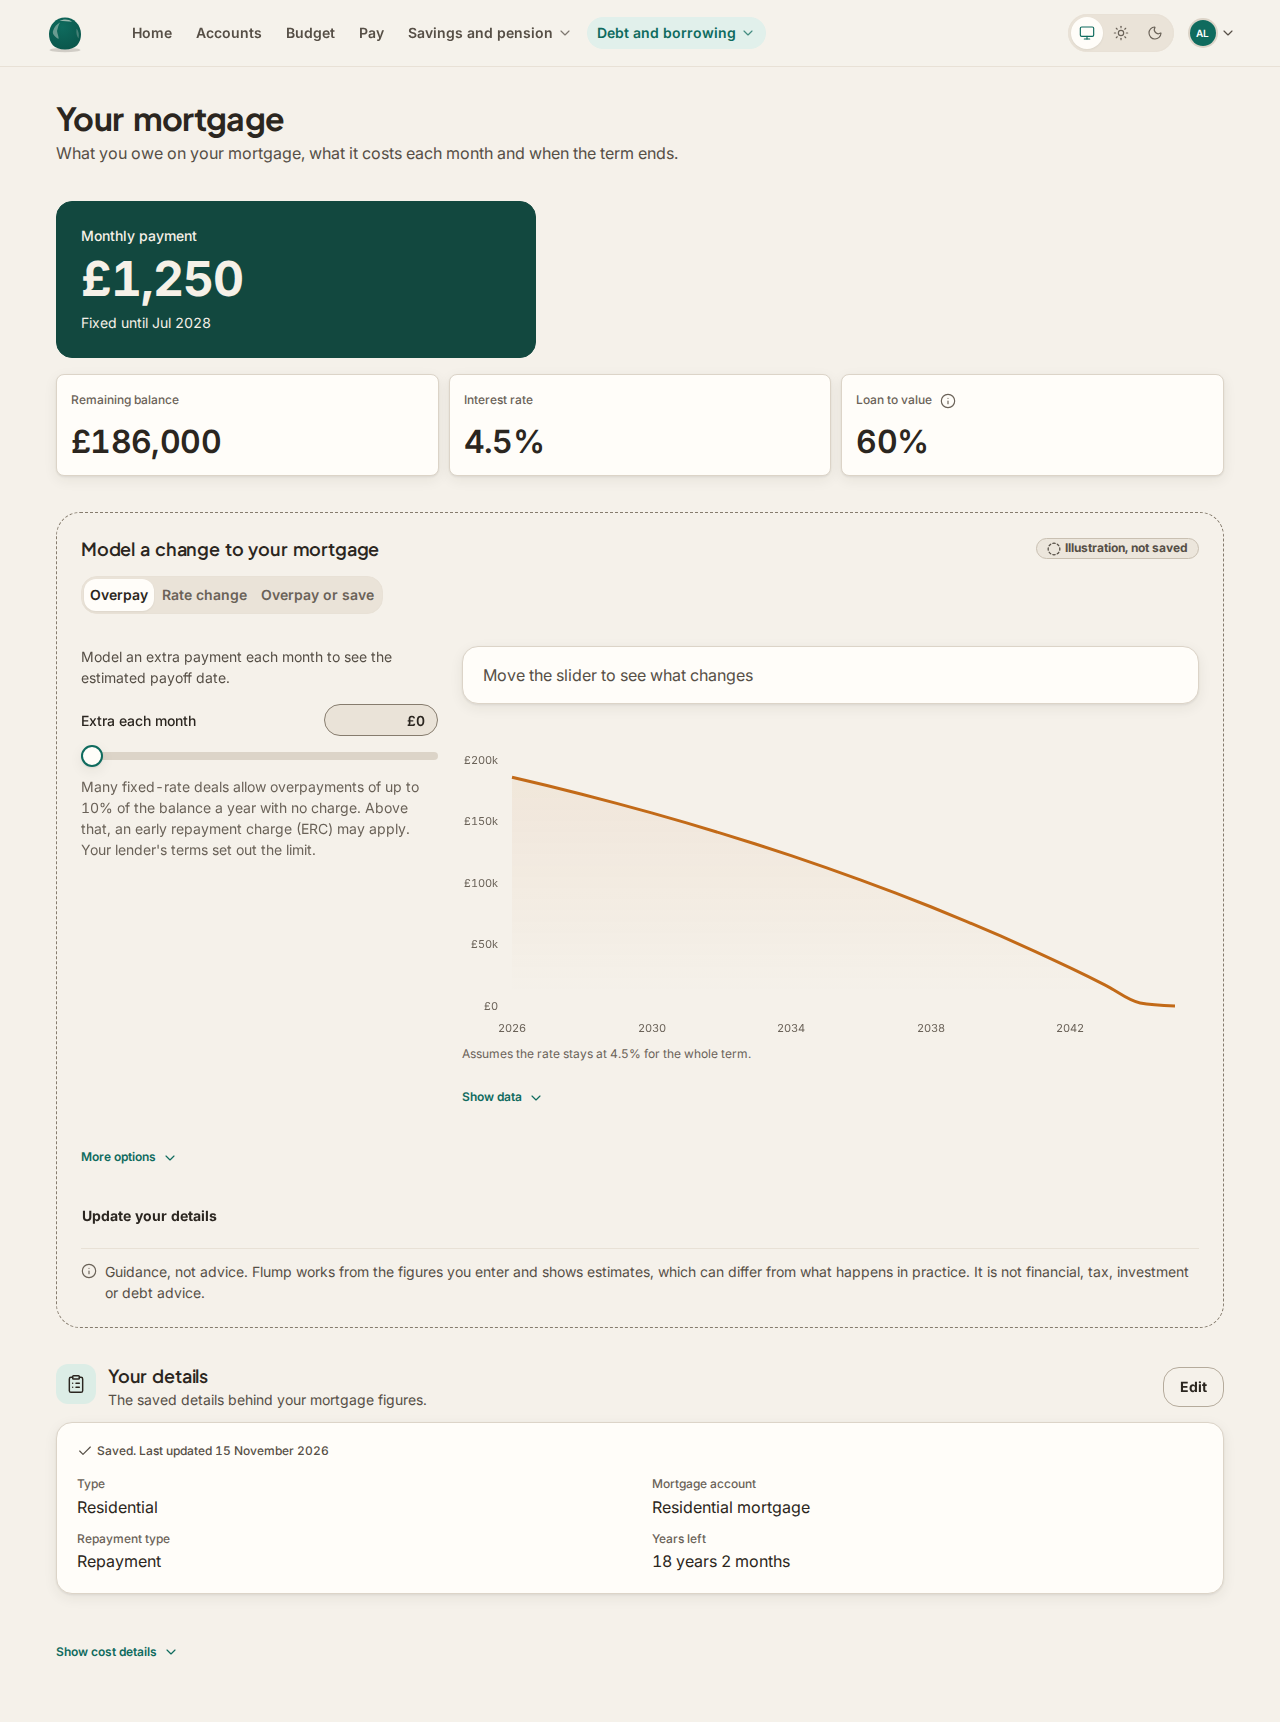 Home Accounts Budget Pay Savings and pension Debt and borrowing AL
Your mortgage
What you owe on your mortgage, what it costs each month and when the term ends.
Monthly payment
£1,250
Fixed until Jul 2028
Remaining balance
£186,000
Interest rate
4.5%
Loan to value
60%
Model a change to your mortgage
Illustration, not saved
Overpay Rate change Overpay or save
Model an extra payment each month to see the
estimated payoff date.
Extra each month £0
Many fixed-rate deals allow overpayments of up to
10% of the balance a year with no charge. Above
that, an early repayment charge (ERC) may apply.
Your lender's terms set out the limit.
Move the slider to see what changes
£200k
£150k
£100k
£50k
£0
2026 2030 2034 2038 2042
Assumes the rate stays at 4.5% for the whole term.
Show data
More options
Update your details
Guidance, not advice. Flump works from the figures you enter and shows estimates, which can differ from what happens in practice. It is not financial, tax, investment
or debt advice.
Your details
The saved details behind your mortgage figures.
Edit
Saved. Last updated 15 November 2026
Type
Residential
Mortgage account
Residential mortgage
Repayment type
Repayment
Years left
18 years 2 months
Show cost details